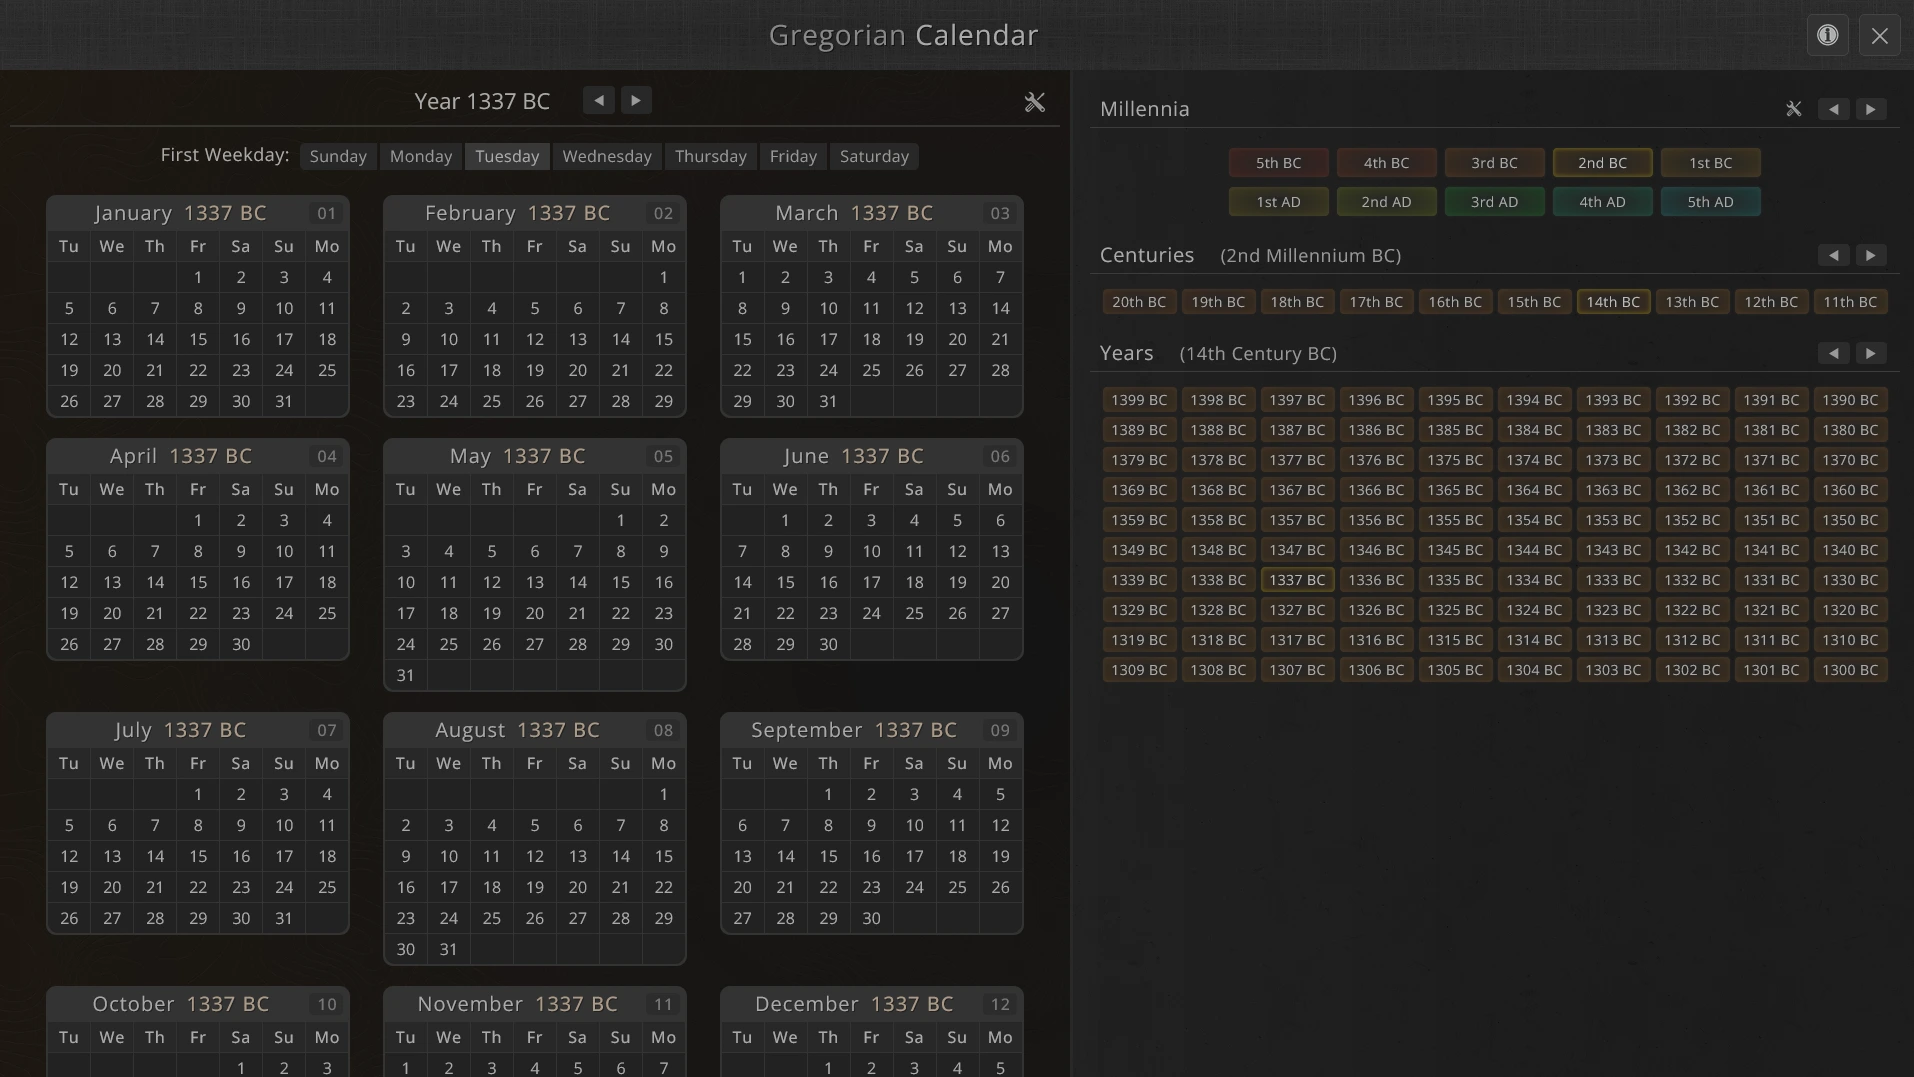 Gregorian Calendar
Year 1337 BC ◀ ▶
First Weekday: Sunday Monday Tuesday Wednesday Thursday Friday Saturday
January 1337 BC 01
Tu We Th Fr Sa Su Mo
1 2 3 4
5 6 7 8 9 10 11
12 13 14 15 16 17 18
19 20 21 22 23 24 25
26 27 28 29 30 31
February 1337 BC 02
Tu We Th Fr Sa Su Mo
1
2 3 4 5 6 7 8
9 10 11 12 13 14 15
16 17 18 19 20 21 22
23 24 25 26 27 28 29
March 1337 BC 03
Tu We Th Fr Sa Su Mo
1 2 3 4 5 6 7
8 9 10 11 12 13 14
15 16 17 18 19 20 21
22 23 24 25 26 27 28
29 30 31
April 1337 BC 04
Tu We Th Fr Sa Su Mo
1 2 3 4
5 6 7 8 9 10 11
12 13 14 15 16 17 18
19 20 21 22 23 24 25
26 27 28 29 30
May 1337 BC 05
Tu We Th Fr Sa Su Mo
1 2
3 4 5 6 7 8 9
10 11 12 13 14 15 16
17 18 19 20 21 22 23
24 25 26 27 28 29 30
31
June 1337 BC 06
Tu We Th Fr Sa Su Mo
1 2 3 4 5 6
7 8 9 10 11 12 13
14 15 16 17 18 19 20
21 22 23 24 25 26 27
28 29 30
July 1337 BC 07
Tu We Th Fr Sa Su Mo
1 2 3 4
5 6 7 8 9 10 11
12 13 14 15 16 17 18
19 20 21 22 23 24 25
26 27 28 29 30 31
August 1337 BC 08
Tu We Th Fr Sa Su Mo
1
2 3 4 5 6 7 8
9 10 11 12 13 14 15
16 17 18 19 20 21 22
23 24 25 26 27 28 29
30 31
September 1337 BC 09
Tu We Th Fr Sa Su Mo
1 2 3 4 5
6 7 8 9 10 11 12
13 14 15 16 17 18 19
20 21 22 23 24 25 26
27 28 29 30
October 1337 BC 10
Tu We Th Fr Sa Su Mo
1 2 3
November 1337 BC 11
Tu We Th Fr Sa Su Mo
1 2 3 4 5 6 7
December 1337 BC 12
Tu We Th Fr Sa Su Mo
1 2 3 4 5
Millennia ◀ ▶
5th BC 4th BC 3rd BC 2nd BC 1st BC
1st AD 2nd AD 3rd AD 4th AD 5th AD
Centuries (2nd Millennium BC) ◀ ▶
20th BC 19th BC 18th BC 17th BC 16th BC 15th BC 14th BC 13th BC 12th BC 11th BC
Years (14th Century BC) ◀ ▶
1399 BC 1398 BC 1397 BC 1396 BC 1395 BC 1394 BC 1393 BC 1392 BC 1391 BC 1390 BC
1389 BC 1388 BC 1387 BC 1386 BC 1385 BC 1384 BC 1383 BC 1382 BC 1381 BC 1380 BC
1379 BC 1378 BC 1377 BC 1376 BC 1375 BC 1374 BC 1373 BC 1372 BC 1371 BC 1370 BC
1369 BC 1368 BC 1367 BC 1366 BC 1365 BC 1364 BC 1363 BC 1362 BC 1361 BC 1360 BC
1359 BC 1358 BC 1357 BC 1356 BC 1355 BC 1354 BC 1353 BC 1352 BC 1351 BC 1350 BC
1349 BC 1348 BC 1347 BC 1346 BC 1345 BC 1344 BC 1343 BC 1342 BC 1341 BC 1340 BC
1339 BC 1338 BC 1337 BC 1336 BC 1335 BC 1334 BC 1333 BC 1332 BC 1331 BC 1330 BC
1329 BC 1328 BC 1327 BC 1326 BC 1325 BC 1324 BC 1323 BC 1322 BC 1321 BC 1320 BC
1319 BC 1318 BC 1317 BC 1316 BC 1315 BC 1314 BC 1313 BC 1312 BC 1311 BC 1310 BC
1309 BC 1308 BC 1307 BC 1306 BC 1305 BC 1304 BC 1303 BC 1302 BC 1301 BC 1300 BC